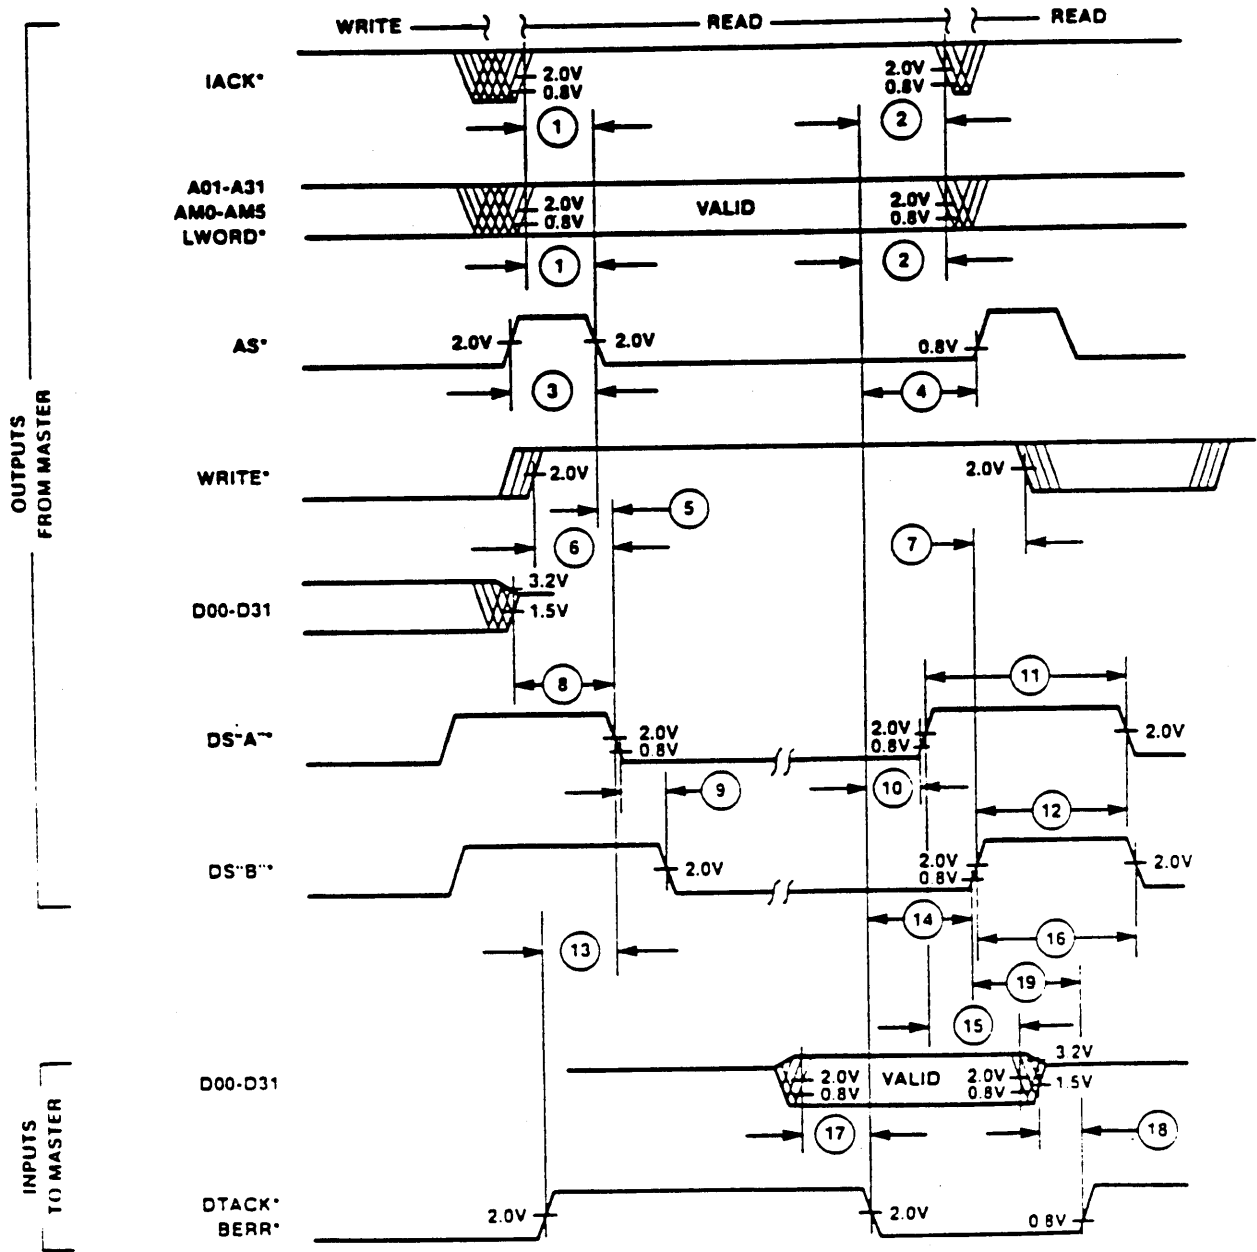 WRITE READ READ
IACK*
2.0V
0.8V
2.0V
0.8V
1
2
A01-A31
AM0-AM5
LWORD*
2.0V
0.8V
VALID
2.0V
0.8V
1
2
AS*
2.0V
2.0V
0.8V
3
4
OUTPUTS
FROM MASTER
WRITE*
2.0V
2.0V
5
6
7
D00-D31
3.2V
1.5V
8
11
DS"A"*
2.0V
0.8V
2.0V
0.8V
2.0V
9
10
12
DS"B"*
2.0V
2.0V
0.8V
2.0V
13
14
16
19
15
INPUTS
TO MASTER
D00-D31
2.0V
0.8V
VALID
2.0V
0.8V
3.2V
1.5V
17
18
DTACK*
BERR*
2.0V
2.0V
0.8V